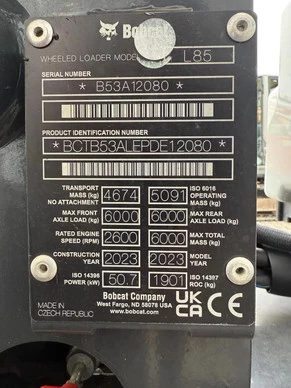 Bobcat
WHEELED LOADER MODEL L85
SERIAL NUMBER
* B53A12080 *
PRODUCT IDENTIFICATION NUMBER
* BCTB53ALEPDE12080 *
TRANSPORT MASS (kg) NO ATTACHMENT 4674 5091 ISO 6016 OPERATING MASS (kg)
MAX FRONT AXLE LOAD (kg) 6000 6000 MAX REAR AXLE LOAD (kg)
RATED ENGINE SPEED (RPM) 2600 6000 MAX TOTAL MASS (kg)
CONSTRUCTION YEAR 2023 2023 MODEL YEAR
ISO 14396 POWER (kW) 50.7 1901 ISO 14397 ROC (kg)
MADE IN CZECH REPUBLIC
Bobcat Company
West Fargo, ND 58078 USA
www.bobcat.com
UK CA CE